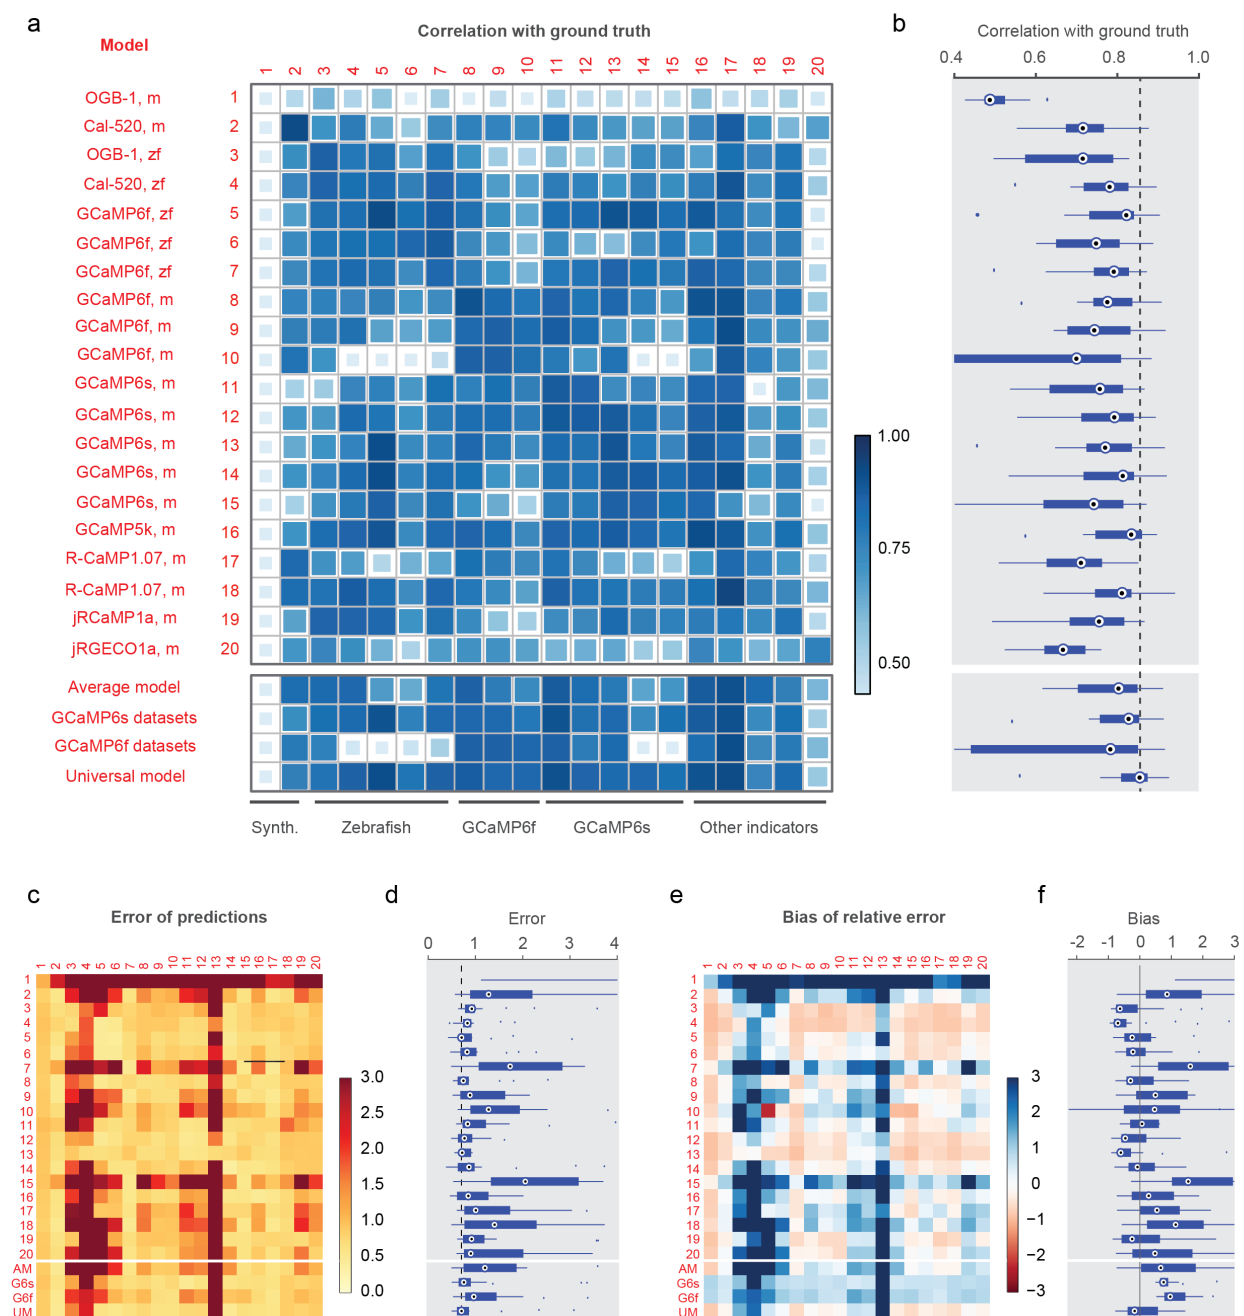 a
Correlation with ground truth
Model
1 2 3 4 5 6 7 8 9 10 11 12 13 14 15 16 17 18 19 20
OGB-1, m 1
Cal-520, m 2
OGB-1, zf 3
Cal-520, zf 4
GCaMP6f, zf 5
GCaMP6f, zf 6
GCaMP6f, zf 7
GCaMP6f, m 8
GCaMP6f, m 9
GCaMP6f, m 10
GCaMP6s, m 11
GCaMP6s, m 12
GCaMP6s, m 13
GCaMP6s, m 14
GCaMP6s, m 15
GCaMP5k, m 16
R-CaMP1.07, m 17
R-CaMP1.07, m 18
jRCaMP1a, m 19
jRGECO1a, m 20
Average model
GCaMP6s datasets
GCaMP6f datasets
Universal model
Synth. Zebrafish GCaMP6f GCaMP6s Other indicators
1.00
0.75
0.50
b
Correlation with ground truth
0.4 0.6 0.8 1.0
c
Error of predictions
1 2 3 4 5 6 7 8 9 10 11 12 13 14 15 16 17 18 19 20
1
2
3
4
5
6
7
8
9
10
11
12
13
14
15
16
17
18
19
20
AM
G6s
G6f
UM
3.0
2.5
2.0
1.5
1.0
0.5
0.0
d
Error
0 1 2 3 4
e
Bias of relative error
1 2 3 4 5 6 7 8 9 10 11 12 13 14 15 16 17 18 19 20
1
2
3
4
5
6
7
8
9
10
11
12
13
14
15
16
17
18
19
20
AM
G6s
G6f
UM
3
2
1
0
−1
−2
−3
f
Bias
−2 −1 0 1 2 3